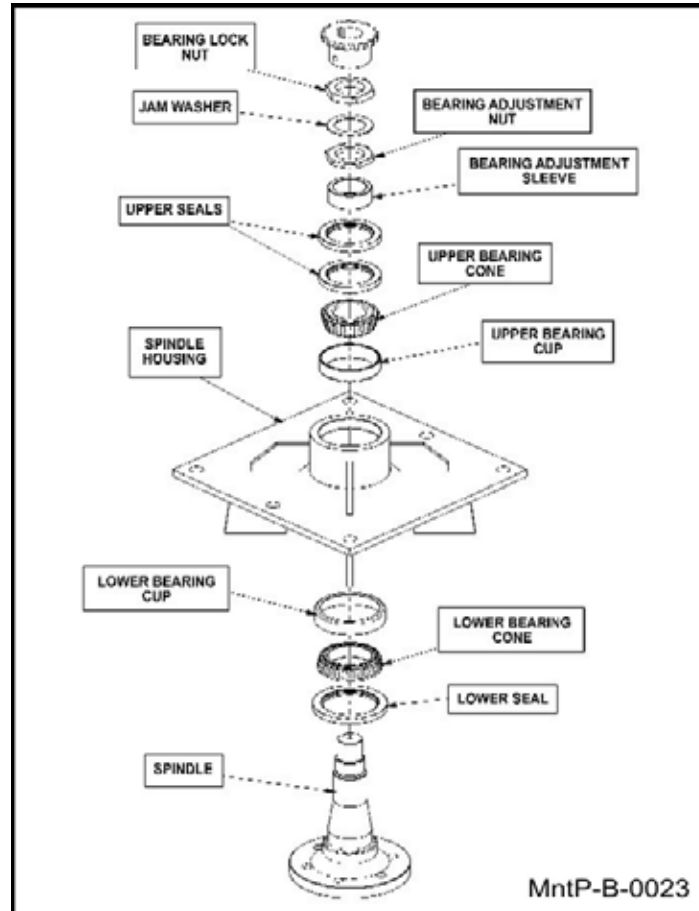 BEARING LOCK
NUT
JAM WASHER
BEARING ADJUSTMENT
NUT
BEARING ADJUSTMENT
SLEEVE
UPPER SEALS
UPPER BEARING
CONE
SPINDLE
HOUSING
UPPER BEARING
CUP
LOWER BEARING
CUP
LOWER BEARING
CONE
LOWER SEAL
SPINDLE
MntP-B-0023